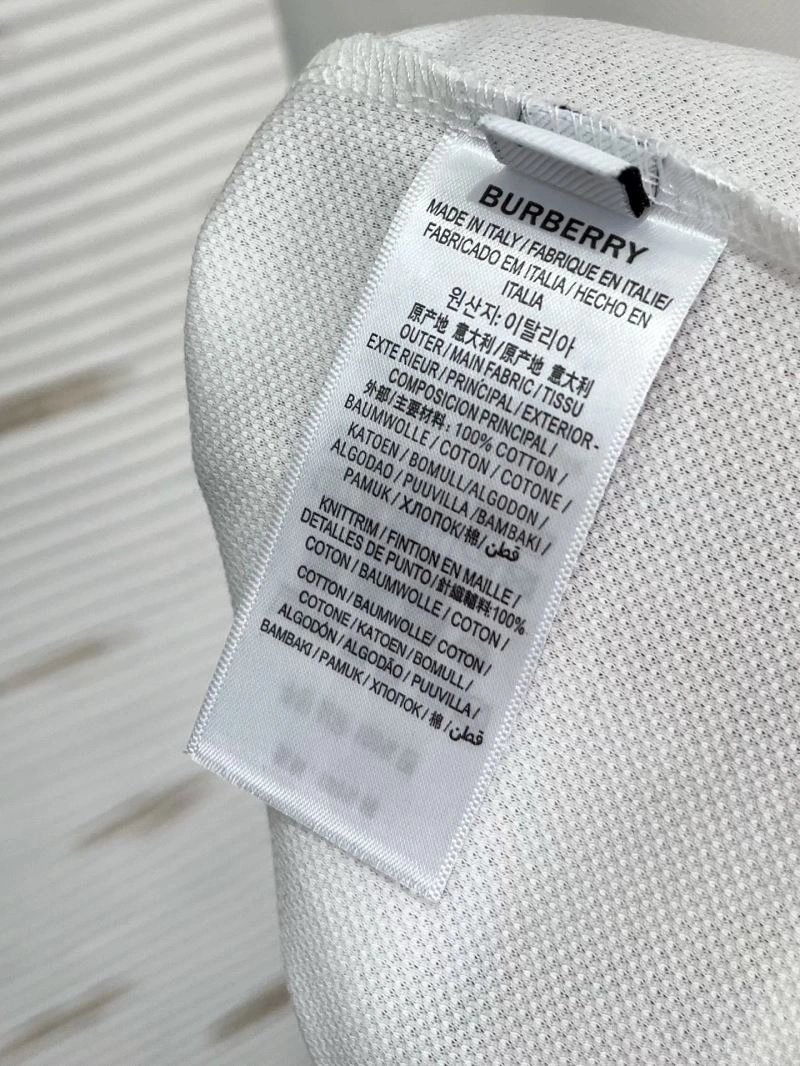 BURBERRY
MADE IN ITALY / FABRIQUE EN ITALIE/
FABRICADO EM ITALIA / HECHO EN
ITALIA
원산지: 이탈리아
原产地 意大利/原产地 意大利
OUTER / MAIN FABRIC / TISSU
EXTE RIEUR / PRINCIPAL / EXTERIOR-
COMPOSICION PRINCIPAL /
外部/主要材料: 100% COTTON /
BAUMWOLLE / COTON / COTONE /
KATOEN / BOMULL/ALGODON /
ALGODAO / PUUVILLA /BAMBAKI /
PAMUK / ХЛОПОК/棉/قطن
KNITTRIM / FINTION EN MAILLE /
DETALLES DE PUNTO/針織輔料:100%
COTON / BAUMWOLLE / COTON /
COTTON / BAUMWOLLE/ COTON /
COTONE / KATOEN / BOMULL /
ALGODÓN / ALGODÃO / PUUVILLA /
BAMBAKI / PAMUK / ХПОПОК / 棉 /قطن